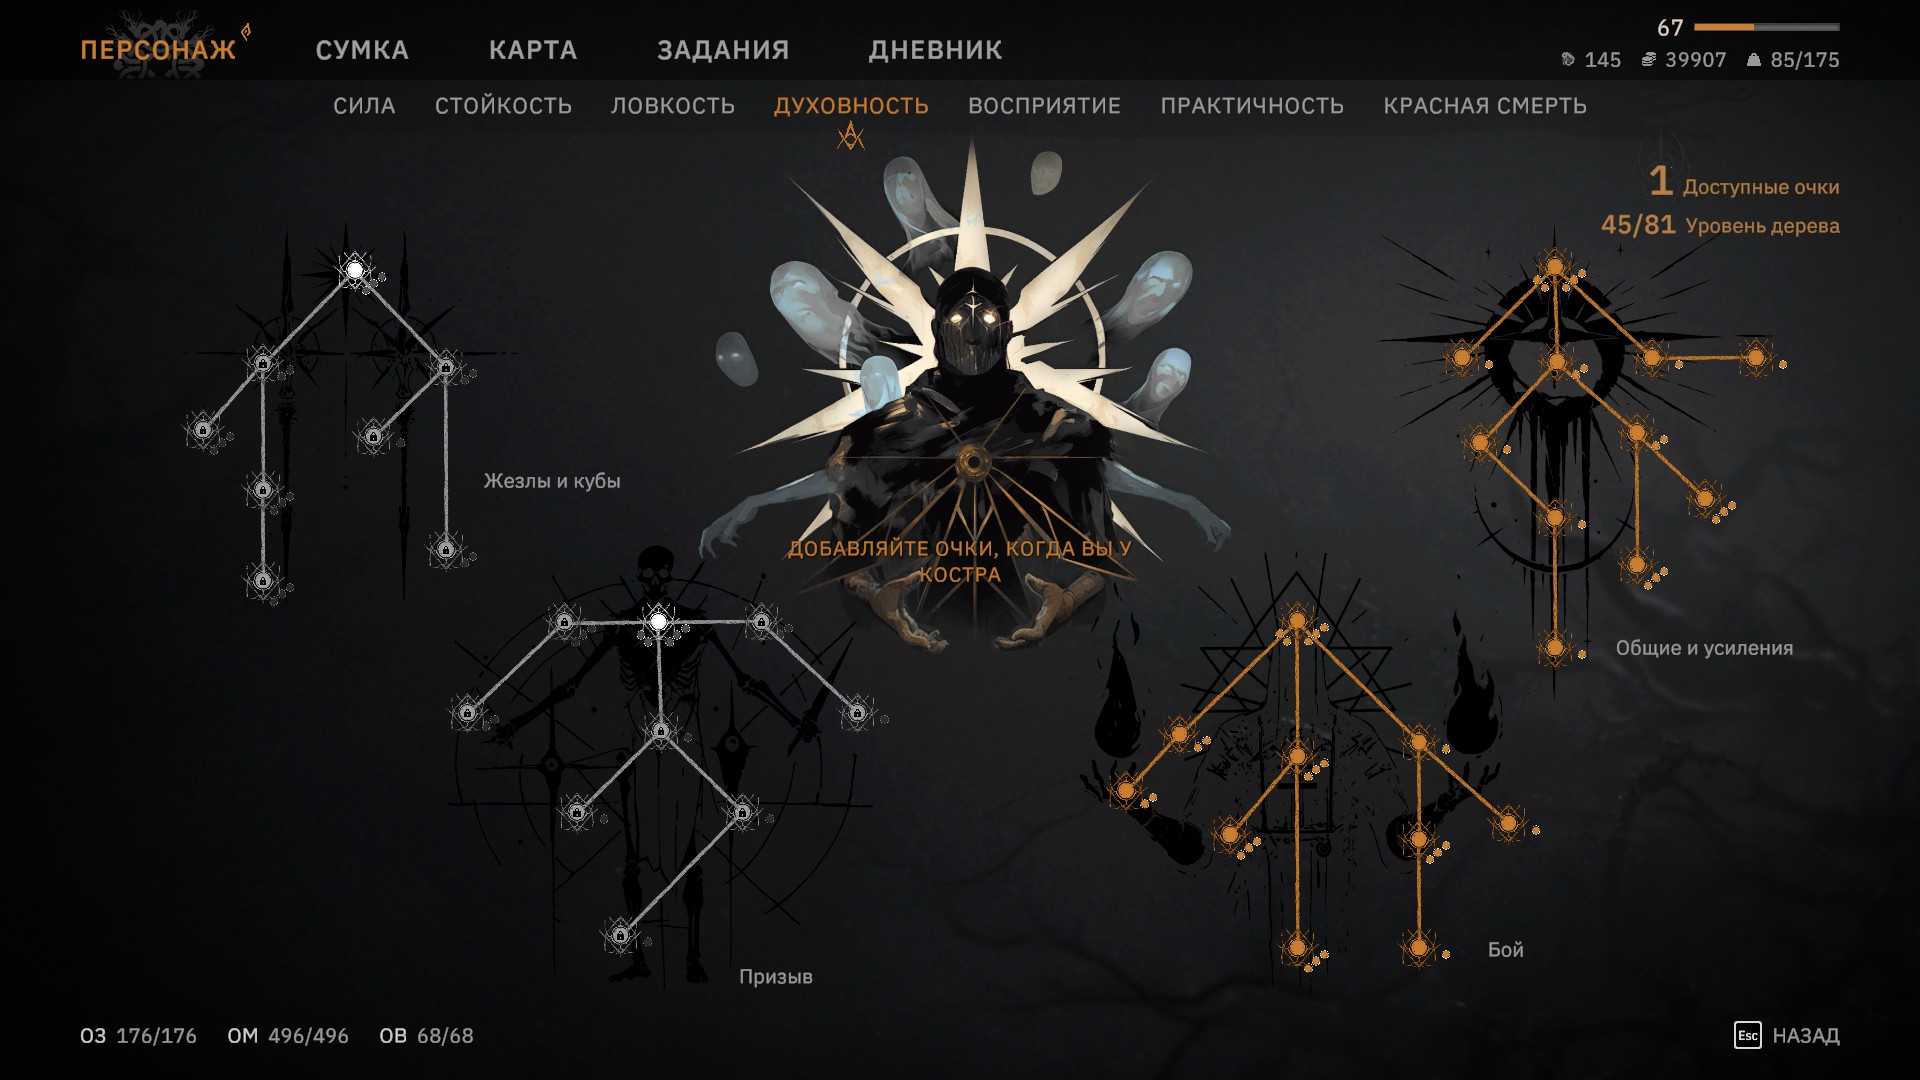 ПЕРСОНАЖ СУМКА КАРТА ЗАДАНИЯ ДНЕВНИК
67
145 39907 85/175
СИЛА СТОЙКОСТЬ ЛОВКОСТЬ ДУХОВНОСТЬ ВОСПРИЯТИЕ ПРАКТИЧНОСТЬ КРАСНАЯ СМЕРТЬ
1 Доступные очки
45/81 Уровень дерева
Жезлы и кубы
ДОБАВЛЯЙТЕ ОЧКИ, КОГДА ВЫ У
КОСТРА
Общие и усиления
Бой
Призыв
ОЗ 176/176 ОМ 496/496 ОВ 68/68
Esc НАЗАД